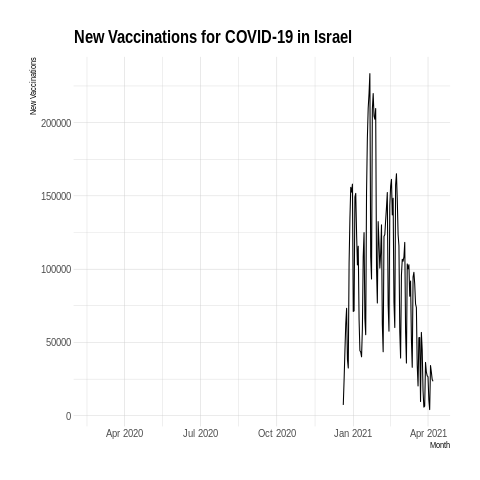 New Vaccinations for COVID-19 in Israel
New Vaccinations
200000
150000
100000
50000
0
Apr 2020 Jul 2020 Oct 2020 Jan 2021 Apr 2021
Month